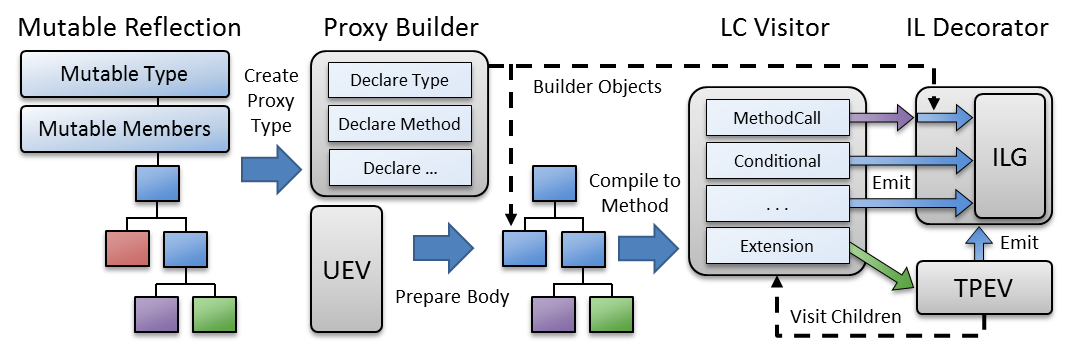 Mutable Reflection
Mutable Type
Mutable Members
Create
Proxy
Type
Proxy Builder
Declare Type
Declare Method
Declare ...
UEV
Prepare Body
Builder Objects
Compile to
Method
LC Visitor
MethodCall
Conditional
. . .
Extension
Emit
IL Decorator
ILG
Emit
TPEV
Visit Children